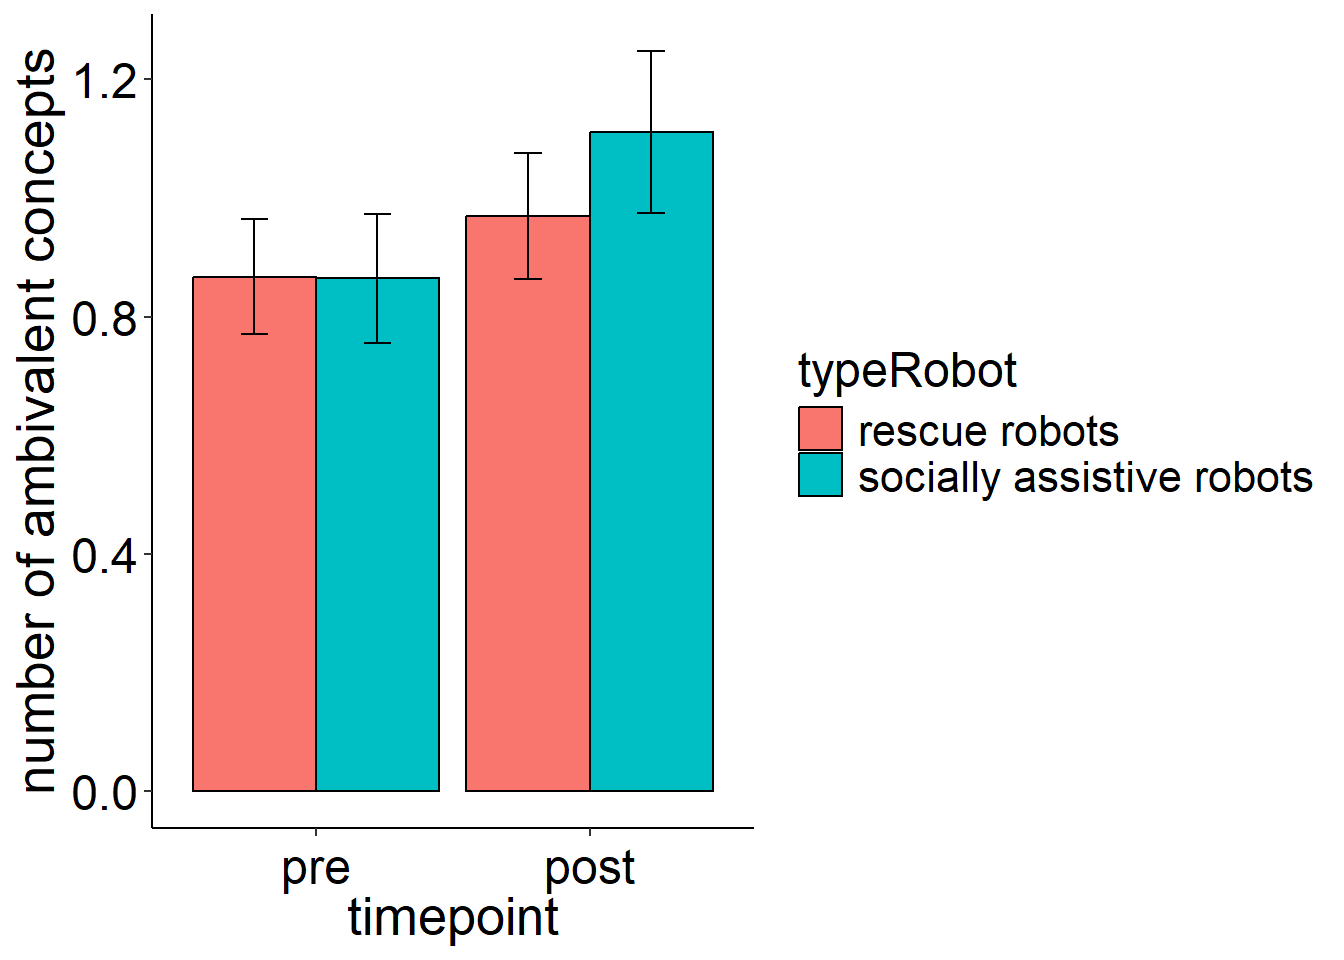 number of ambivalent concepts
1.2
0.8
0.4
0.0
pre post
timepoint
typeRobot
rescue robots
socially assistive robots